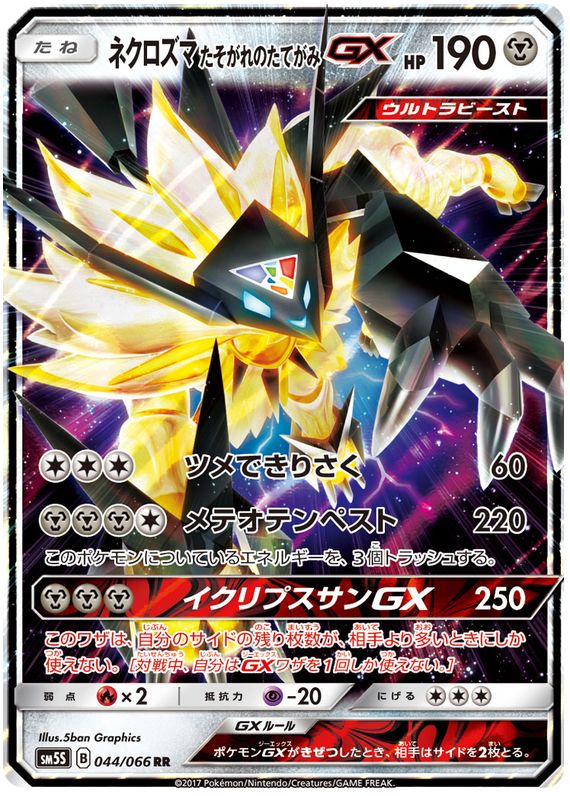 たね ネクロズマたそがれのたてがみGX HP 190
ウルトラビースト
ツメできりさく 60
メテオテンペスト 220
このポケモンについているエネルギーを、3個トラッシュする。
イクリプスサンGX 250
このワザは、自分のサイドの残り枚数が、相手より多いときにしか
使えない。[対戦中、自分はGXワザを1回しか使えない。]
弱点 ×2 抵抗力 -20 にげる
Illus.5ban Graphics
GXルール
SM5S B 044/066 RR
ポケモンGXがきぜつしたとき、相手はサイドを2枚とる。
©2017 Pokémon/Nintendo/Creatures/GAME FREAK.